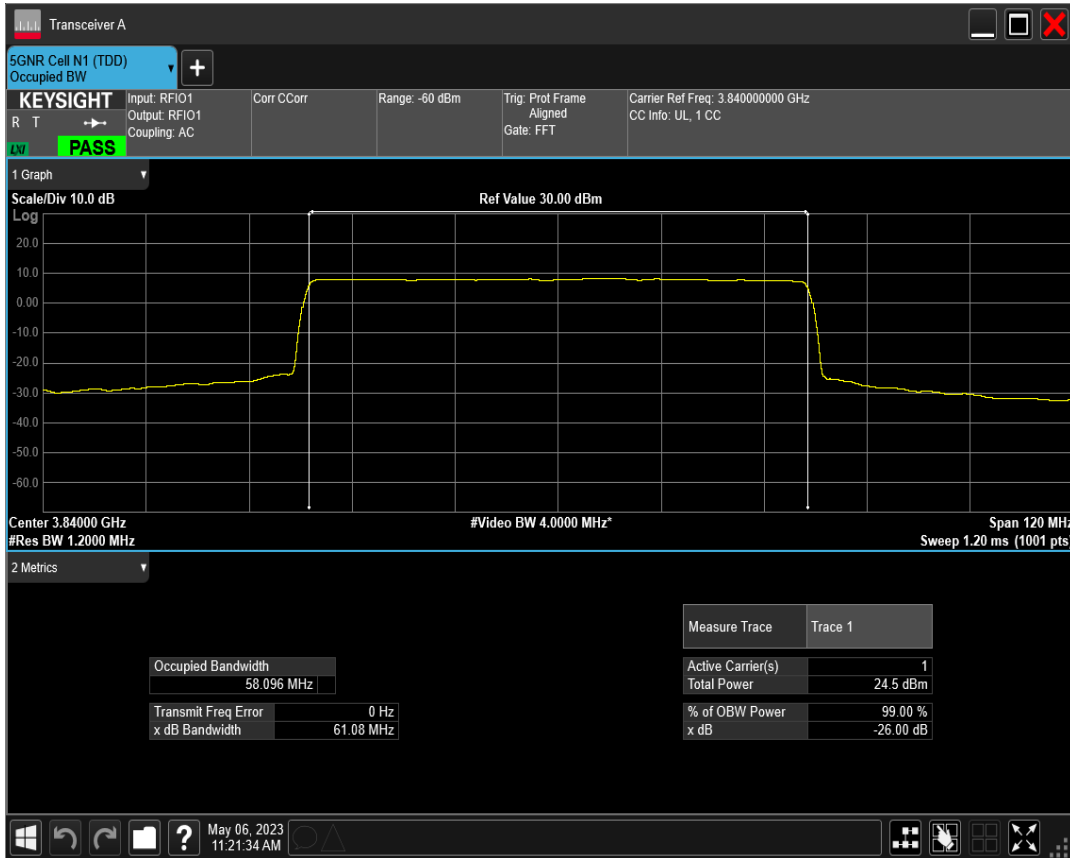 Transceiver A
5GNR Cell N1 (TDD)
Occupied BW
+
KEYSIGHT
R T
LXI
PASS
Input: RFIO1
Output: RFIO1
Coupling: AC
Corr CCorr
Range: -60 dBm
Trig: Prot Frame
Aligned
Gate: FFT
Carrier Ref Freq: 3.840000000 GHz
CC Info: UL, 1 CC
1 Graph
Scale/Div 10.0 dB
Ref Value 30.00 dBm
Log
20.0
10.0
0.00
-10.0
-20.0
-30.0
-40.0
-50.0
-60.0
Center 3.84000 GHz
#Video BW 4.0000 MHz*
Span 120 MHz
#Res BW 1.2000 MHz
Sweep 1.20 ms (1001 pts)
2 Metrics
Measure Trace Trace 1
Occupied Bandwidth
58.096 MHz
Active Carrier(s) 1
Total Power 24.5 dBm
Transmit Freq Error 0 Hz
x dB Bandwidth 61.08 MHz
% of OBW Power 99.00 %
x dB -26.00 dB
?
May 06, 2023
11:21:34 AM